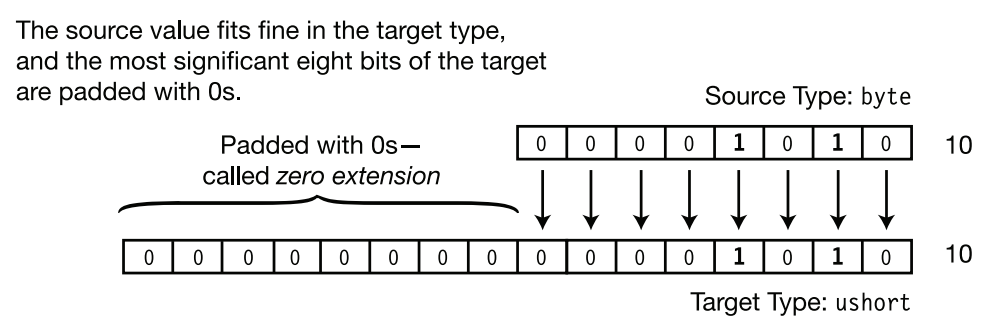 The source value fits fine in the target type,
and the most significant eight bits of the target
are padded with 0s.
Source Type: byte
0 0 0 0 1 0 1 0 10
Padded with 0s—
called zero extension
0 0 0 0 0 0 0 0 0 0 0 0 1 0 1 0 10
Target Type: ushort